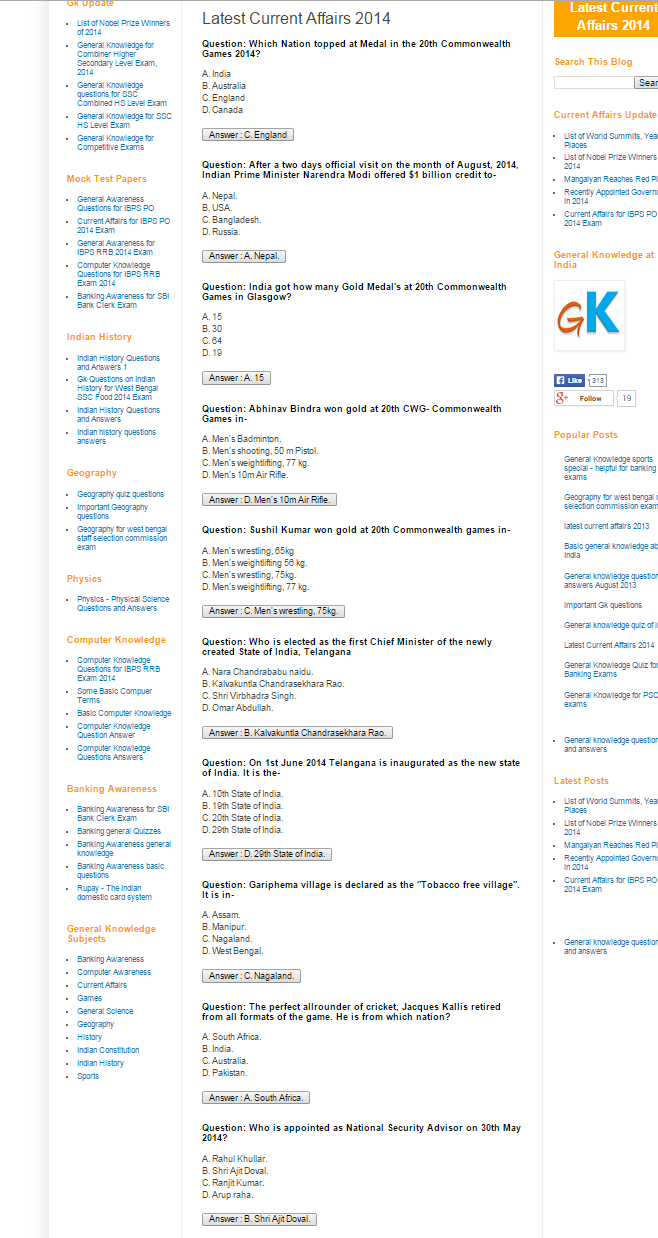 Gk Update
List of Nobel Prize Winners
of 2014
General Knowledge for
Combiner Higher
Secondary Level Exam,
2014
General Knowledge
questions for SSC
Combined HS Level Exam
General Knowledge for SSC
HS Level Exam
General Knowledge for
Competitive Exams
Mock Test Papers
General Awareness
Questions for IBPS PO
Current Affairs for IBPS PO
2014 Exam
General Awareness for
IBPS RRB 2014 Exam
Computer Knowledge
Questions for IBPS RRB
Exam 2014
Banking Awareness for SBI
Bank Clerk Exam
Indian History
Indian History Questions
and Answers 1
Gk Questions on Indian
History for West Bengal
SSC Food 2014 Exam
Indian History Questions
and Answers
Indian history questions
answers
Geography
Geography quiz questions
Important Geography
questions
Geography for west bengal
staff selection commission
exam
Physics
Physics - Physical Science
Questions and Answers
Computer Knowledge
Computer Knowledge
Questions for IBPS RRB
Exam 2014
Some Basic Compuer
Terms
Basic Computer Knowledge
Computer Knowledge
Question Answer
Computer Knowledge
Questions Answers
Banking Awareness
Banking Awareness for SBI
Bank Clerk Exam
Banking general Quizzes
Banking Awareness general
knowledge
Banking Awareness basic
questions
Rupay - The Indian
domestic card system
General Knowledge
Subjects
Banking Awareness
Computer Awareness
Current Affairs
Games
General Science
Geography
History
Indian Constitution
Indian History
Sports
Latest Current Affairs 2014
Question: Which Nation topped at Medal in the 20th Commonwealth
Games 2014?
A. India
B. Australia
C. England
D. Canada
Answer : C. England
Question: After a two days official visit on the month of August, 2014,
Indian Prime Minister Narendra Modi offered $1 billion credit to-
A. Nepal.
B. USA.
C. Bangladesh.
D. Russia.
Answer : A. Nepal.
Question: India got how many Gold Medal's at 20th Commonwealth
Games in Glasgow?
A. 15
B. 30
C. 64
D. 19
Answer : A. 15
Question: Abhinav Bindra won gold at 20th CWG- Commonwealth
Games in-
A. Men's Badminton.
B. Men's shooting, 50 m Pistol.
C. Men's weightlifting, 77 kg.
D. Men's 10m Air Rifle.
Answer : D. Men's 10m Air Rifle.
Question: Sushil Kumar won gold at 20th Commonwealth games in-
A. Men's wrestling, 65kg
B. Men's weightlifting 56 kg.
C. Men's wrestling, 75kg.
D. Men's weightlifting, 77 kg.
Answer : C. Men's wrestling, 75kg.
Question: Who is elected as the first Chief Minister of the newly
created State of India, Telangana
A. Nara Chandrababu naidu.
B. Kalvakuntla Chandrasekhara Rao.
C. Shri Virbhadra Singh.
D. Omar Abdullah.
Answer : B. Kalvakuntla Chandrasekhara Rao.
Question: On 1st June 2014 Telangana is inaugurated as the new state
of India. It is the-
A. 10th State of India.
B. 19th State of India.
C. 20th State of India.
D. 29th State of India.
Answer : D. 29th State of India.
Question: Gariphema village is declared as the "Tobacco free village".
It is in-
A. Assam.
B. Manipur.
C. Nagaland.
D. West Bengal.
Answer : C. Nagaland.
Question: The perfect allrounder of cricket, Jacques Kallis retired
from all formats of the game. He is from which nation?
A. South Africa.
B. India.
C. Australia.
D. Pakistan.
Answer : A. South Africa.
Question: Who is appointed as National Security Advisor on 30th May
2014?
A. Rahul Khullar.
B. Shri Ajit Doval.
C. Ranjit Kumar.
D. Arup raha.
Answer : B. Shri Ajit Doval.
Latest Current
Affairs 2014
Search This Blog
Sear
Current Affairs Update
List of World Summits, Yea
Places
List of Nobel Prize Winners
2014
Mangalyan Reaches Red Pl
Recently Appointed Governo
in 2014
Current Affairs for IBPS PO
2014 Exam
General Knowledge at
India
GK
Like 313
g+ Follow 19
Popular Posts
General Knowledge sports
special - helpful for banking
exams
Geography for west bengal s
selection commission exam
latest current affairs 2013
Basic general knowledge ab
India
General knowledge question
answers August 2013
Important Gk questions
General knowledge quiz of I
Latest Current Affairs 2014
General Knowledge Quiz for
Banking Exams
General Knowledge for PSC
exams
General knowledge question
and answers
Latest Posts
List of World Summits, Yea
Places
List of Nobel Prize Winners
2014
Mangalyan Reaches Red Pl
Recently Appointed Governo
in 2014
Current Affairs for IBPS PO
2014 Exam
General knowledge question
and answers